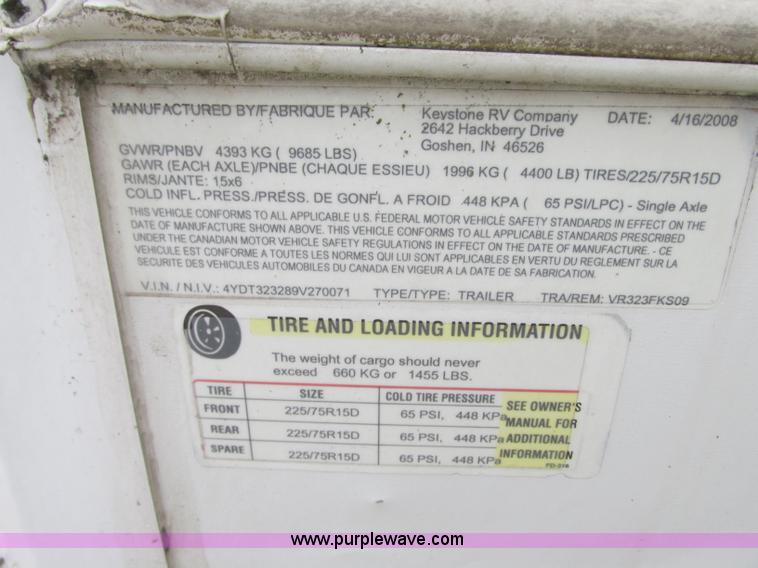 MANUFACTURED BY/FABRIQUE PAR: Keystone RV Company DATE: 4/16/2008
2642 Hackberry Drive
Goshen, IN 46526
GVWR/PNBV 4393 KG ( 9685 LBS)
GAWR (EACH AXLE)/PNBE (CHAQUE ESSIEU) 1996 KG ( 4400 LB) TIRES/225/75R15D
RIMS/JANTE: 15x6
COLD INFL. PRESS./PRESS. DE GONFL. A FROID 448 KPA ( 65 PSI/LPC) - Single Axle
THIS VEHICLE CONFORMS TO ALL APPLICABLE U.S. FEDERAL MOTOR VEHICLE SAFETY STANDARDS IN EFFECT ON THE
DATE OF MANUFACTURE SHOWN ABOVE. THIS VEHICLE CONFORMS TO ALL APPLICABLE STANDARDS PRESCRIBED
UNDER THE CANADIAN MOTOR VEHICLE SAFETY REGULATIONS IN EFFECT ON THE DATE OF MANUFACTURE. - CE
VEHICULE EST CONFORME A TOUTES LES NORMES QUI LUI SONT APPLICABLES EN VERTU DU REGLEMENT SUR LA
SECURITE DES VEHICULES AUTOMOBILES DU CANADA EN VIGEUR A LA DATE DE SA FABRICATION.
V.I.N. / N.I.V.: 4YDT323289V270071 TYPE/TYPE: TRAILER TRA/REM: VR323FKS09
TIRE AND LOADING INFORMATION
The weight of cargo should never
exceed 660 KG or 1455 LBS.
TIRE SIZE COLD TIRE PRESSURE
FRONT 225/75R15D 65 PSI, 448 KPa
REAR 225/75R15D 65 PSI, 448 KPa
SPARE 225/75R15D 65 PSI, 448 KPa
SEE OWNER'S
MANUAL FOR
ADDITIONAL
INFORMATION
www.purplewave.com